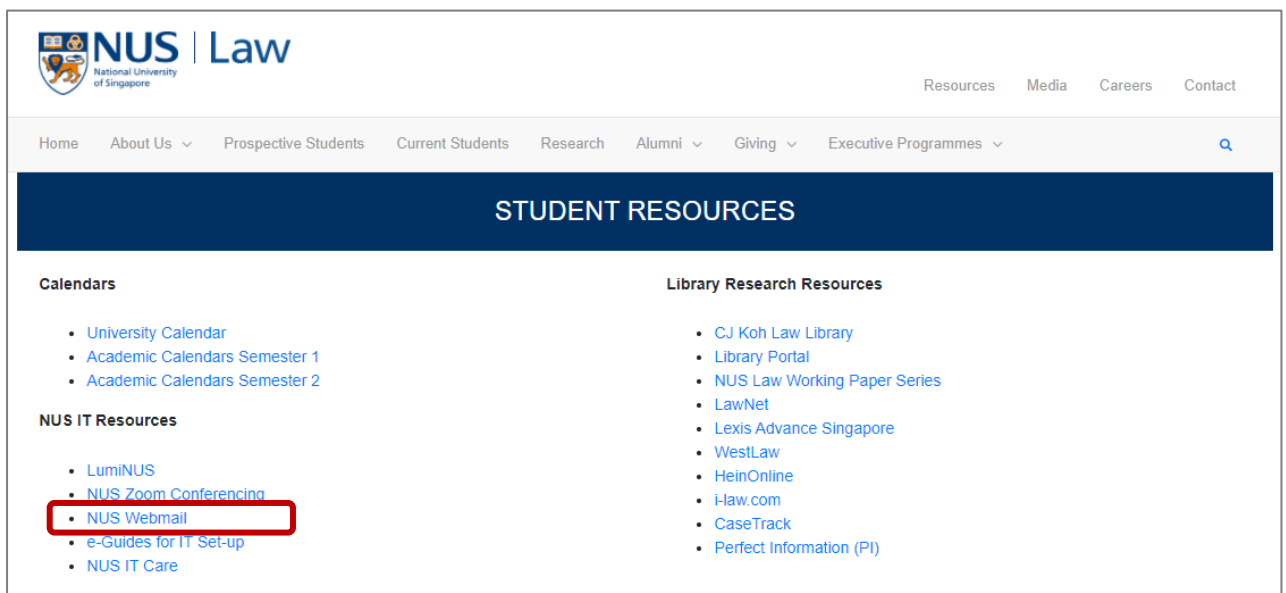 NUS | Law
National University
of Singapore
Resources Media Careers Contact
Home About Us Prospective Students Current Students Research Alumni Giving Executive Programmes
STUDENT RESOURCES
Calendars
University Calendar
Academic Calendars Semester 1
Academic Calendars Semester 2
NUS IT Resources
LumiNUS
NUS Zoom Conferencing
NUS Webmail
e-Guides for IT Set-up
NUS IT Care
Library Research Resources
CJ Koh Law Library
Library Portal
NUS Law Working Paper Series
LawNet
Lexis Advance Singapore
WestLaw
HeinOnline
i-law.com
CaseTrack
Perfect Information (PI)